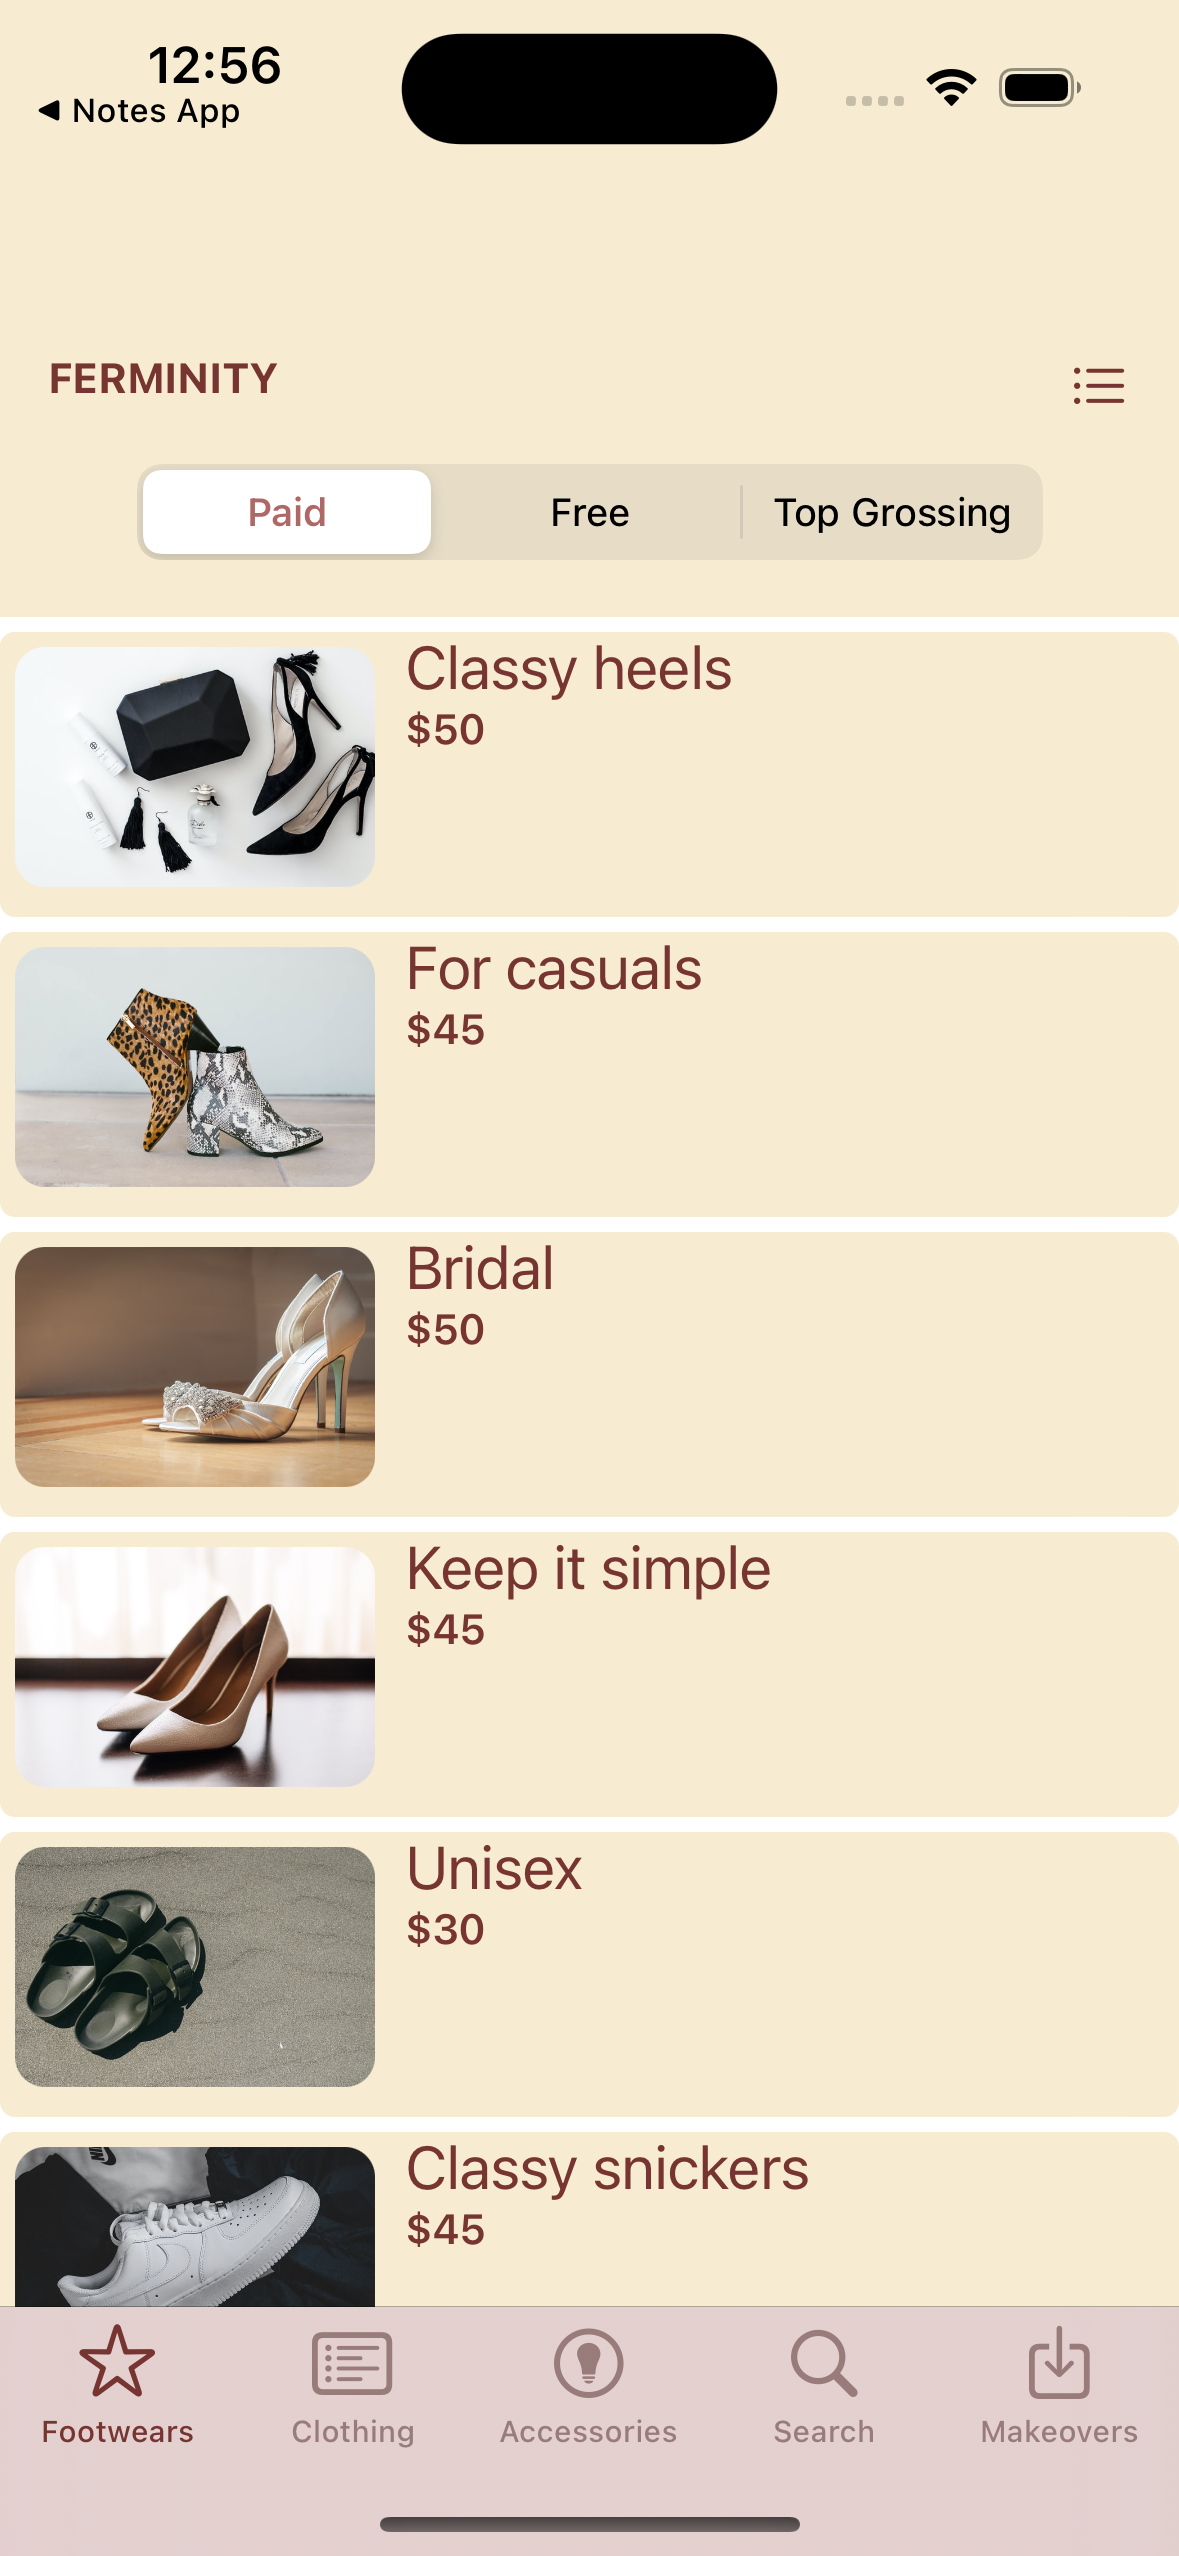 12:56
◀ Notes App
FERMINITY
Paid
Free
Top Grossing
Classy heels
$50
For casuals
$45
Bridal
$50
Keep it simple
$45
Unisex
$30
Classy snickers
$45
Footwears
Clothing
Accessories
Search
Makeovers